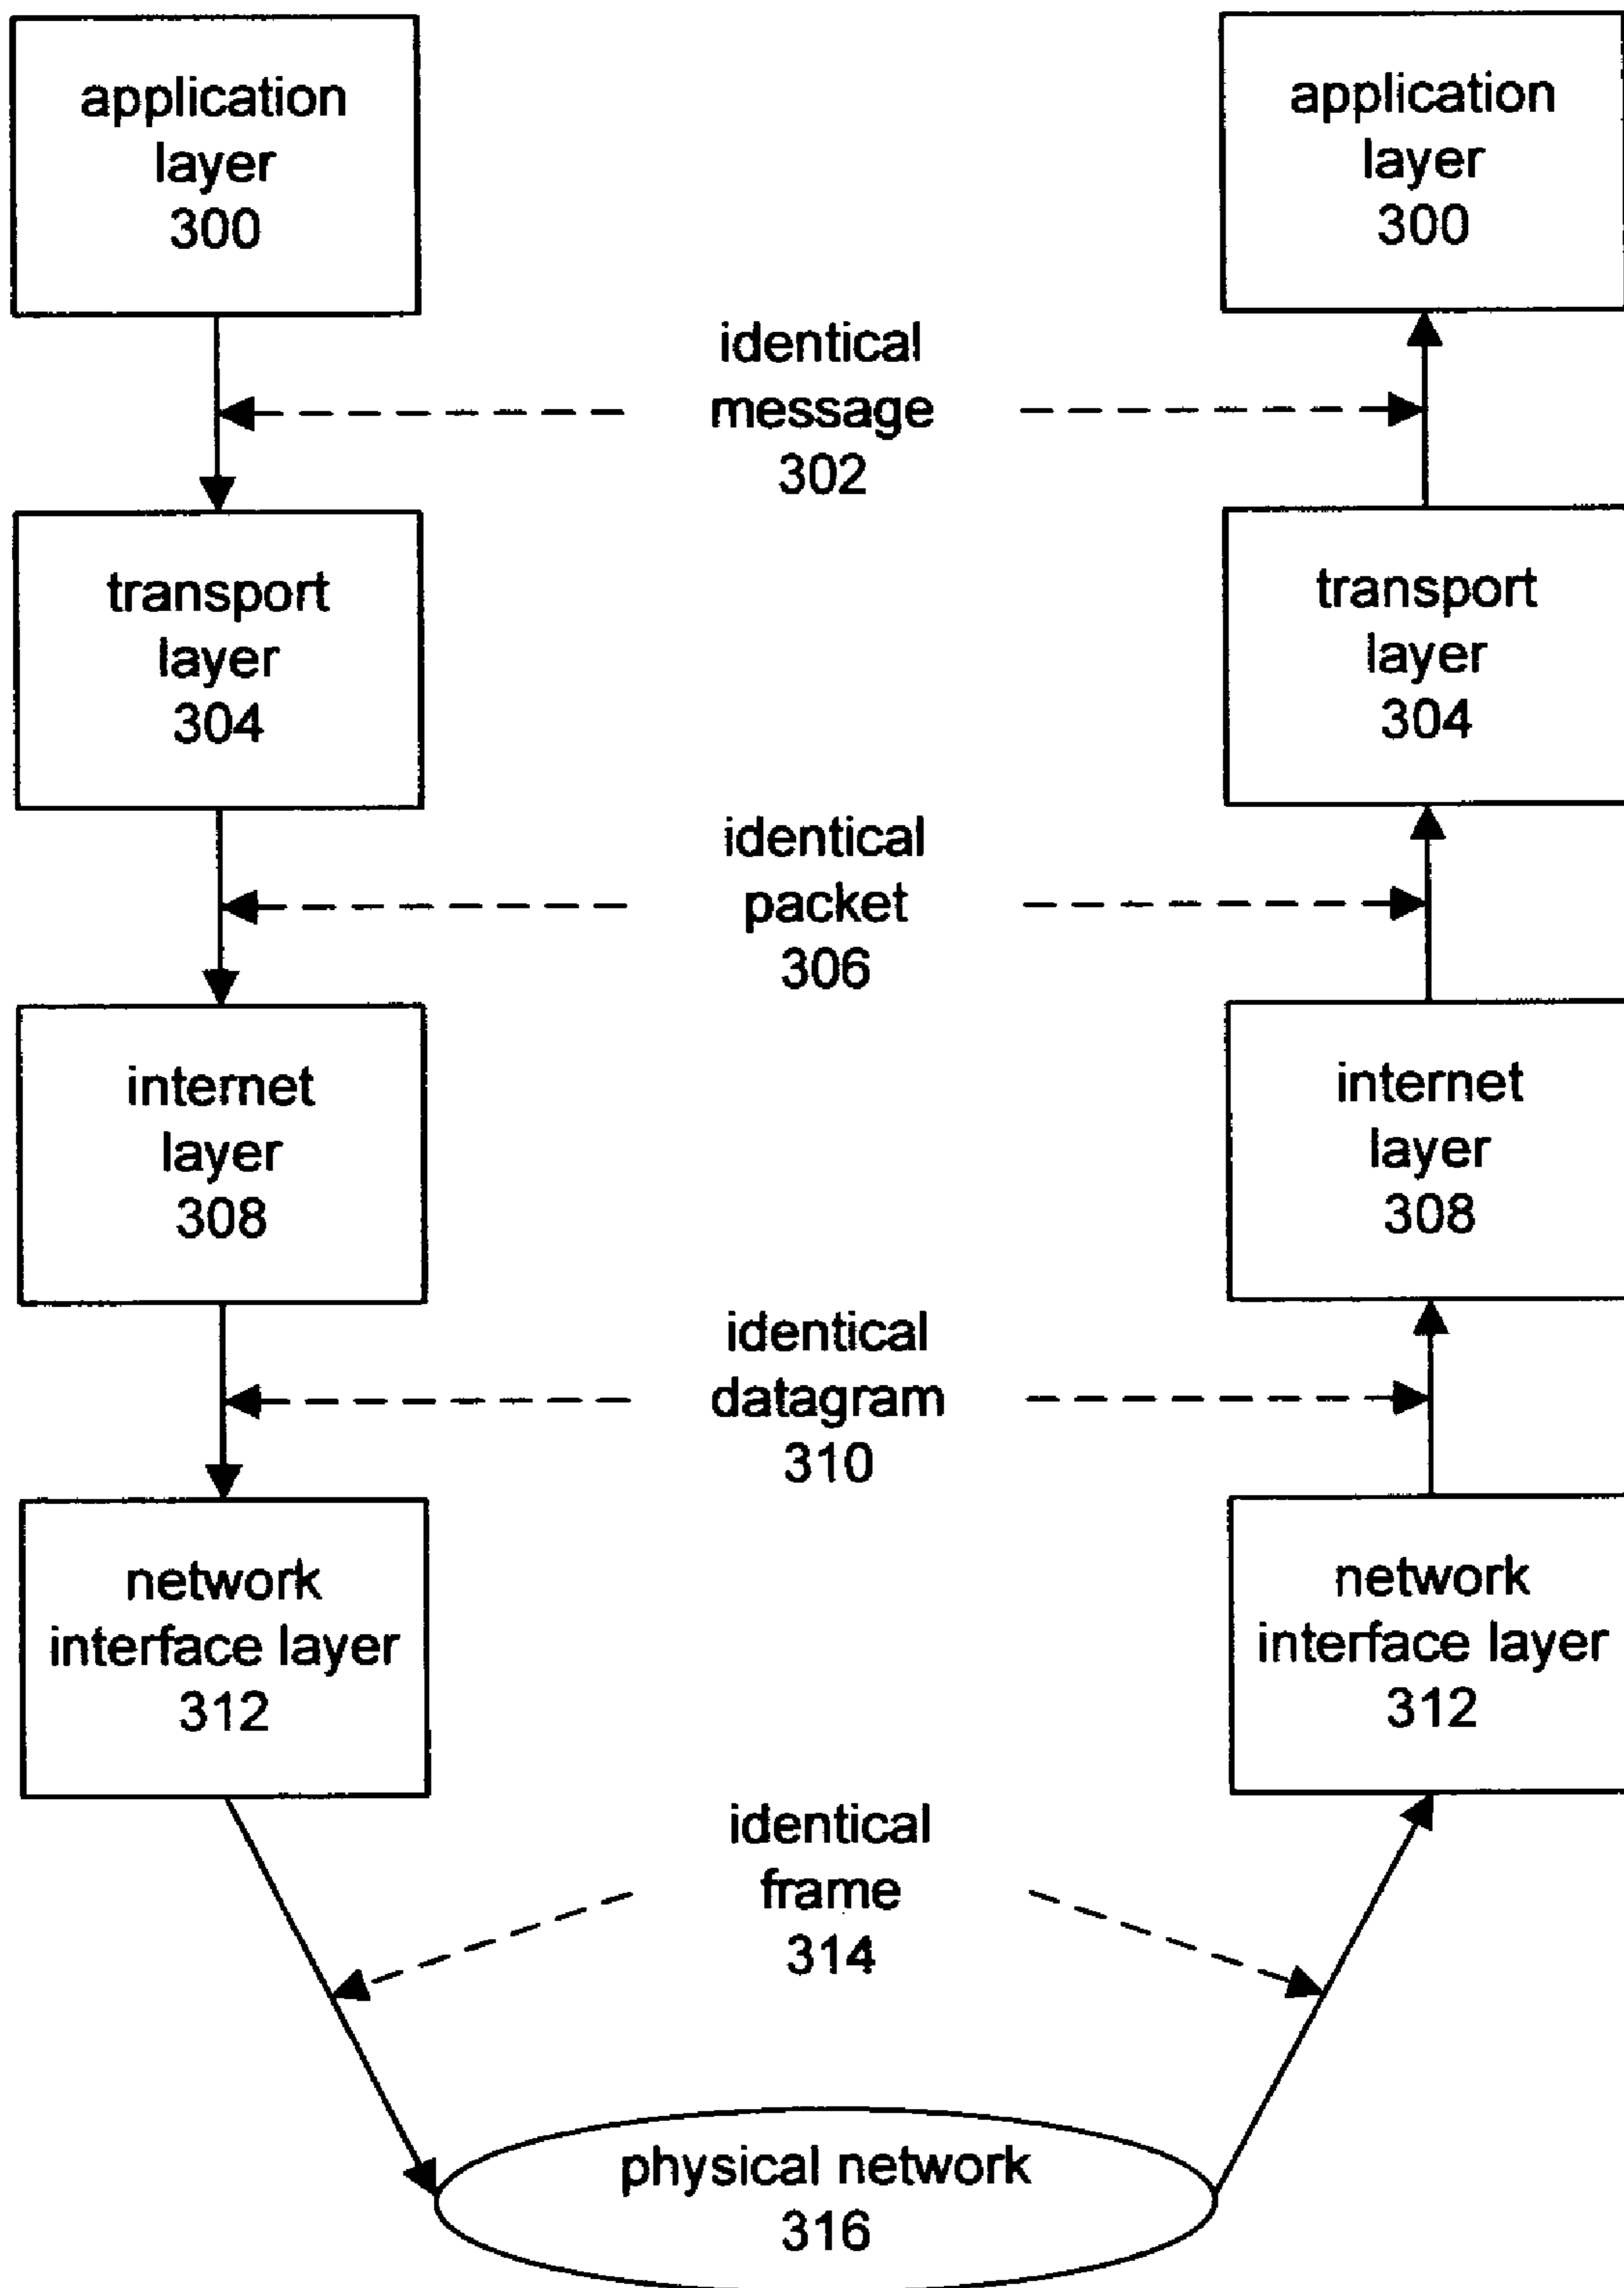 application
layer
300
application
layer
300
identical
message
302
transport
layer
304
transport
layer
304
identical
packet
306
internet
layer
308
internet
layer
308
identical
datagram
310
network
interface layer
312
network
interface layer
312
identical
frame
314
physical network
316